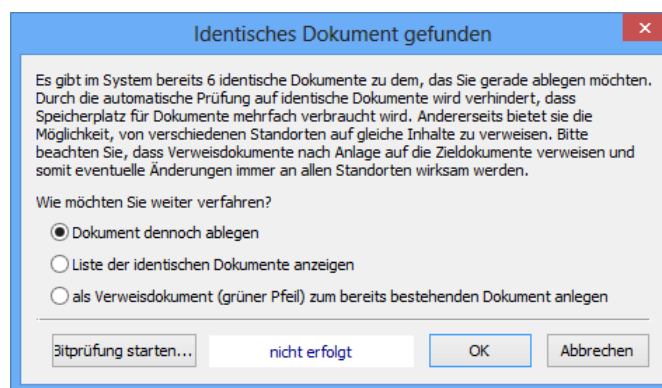 Identisches Dokument gefunden
Es gibt im System bereits 6 identische Dokumente zu dem, das Sie gerade ablegen möchten.
Durch die automatische Prüfung auf identische Dokumente wird verhindert, dass
Speicherplatz für Dokumente mehrfach verbraucht wird. Andererseits bietet sie die
Möglichkeit, von verschiedenen Standorten auf gleiche Inhalte zu verweisen. Bitte
beachten Sie, dass Verweisdokumente nach Anlage auf die Zieldokumente verweisen und
somit eventuelle Änderungen immer an allen Standorten wirksam werden.
Wie möchten Sie weiter verfahren?
Dokument dennoch ablegen
Liste der identischen Dokumente anzeigen
als Verweisdokument (grüner Pfeil) zum bereits bestehenden Dokument anlegen
Bitprüfung starten... nicht erfolgt OK Abbrechen